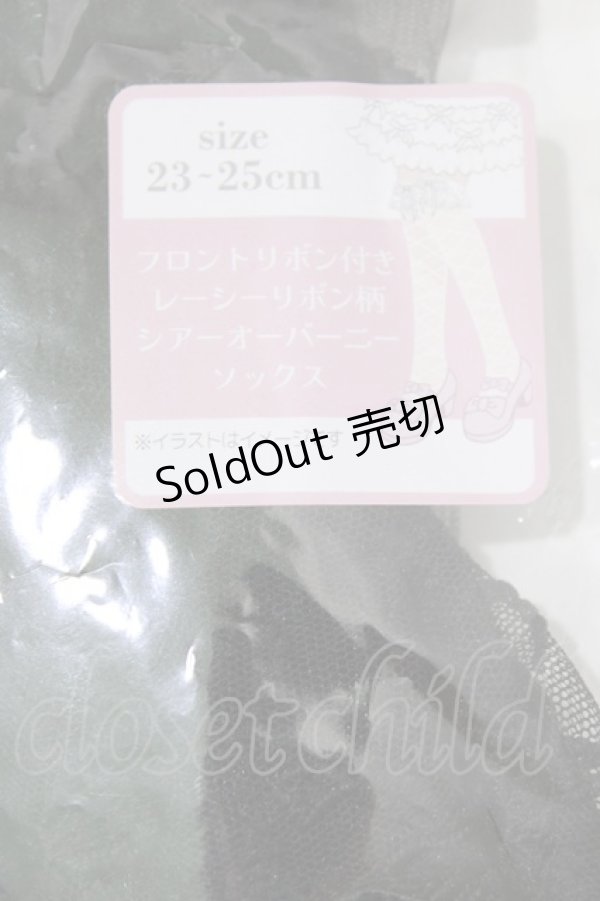 size
23~25cm
フロントリボン付き
レーシーリボン柄
シアーオーバーニー
ソックス
※イラストはイメージです
SoldOut 売切
closet child